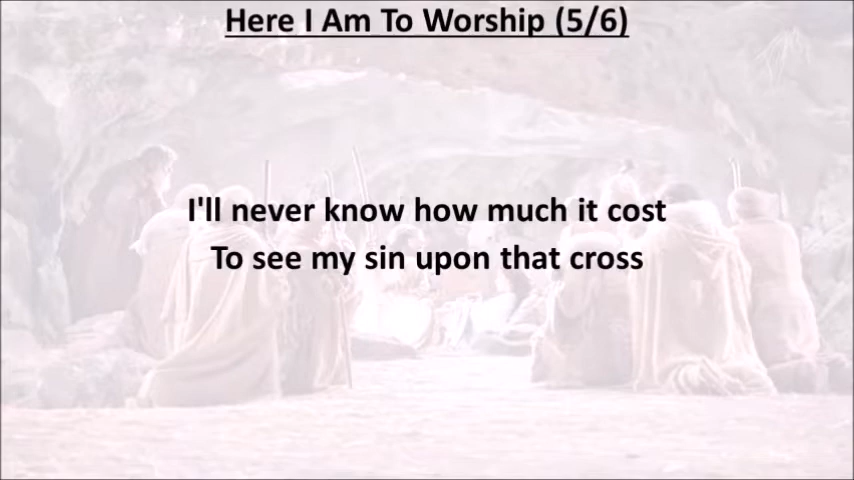 Here I Am To Worship (5/6)
I'll never know how much it cost
To see my sin upon that cross